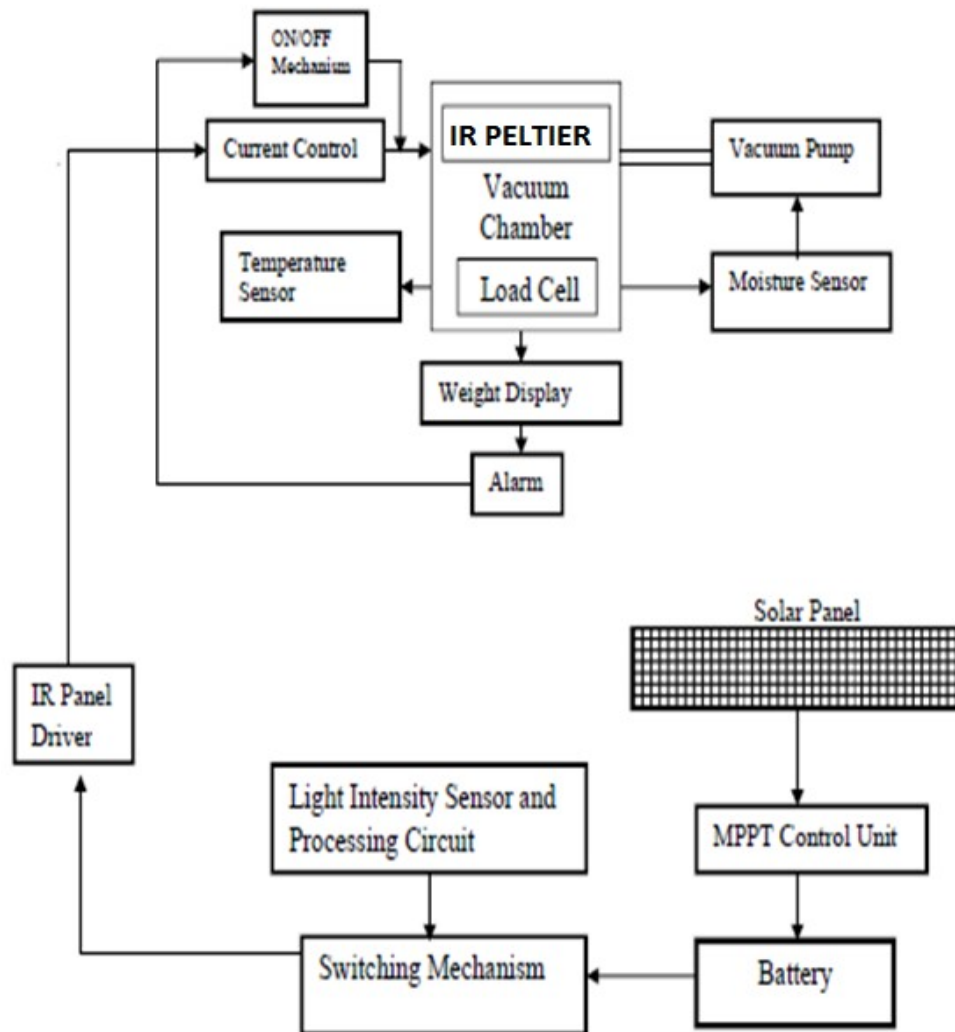 ON/OFF
Mechanism
Current Control
IR PELTIER
Vacuum
Chamber
Vacuum Pump
Temperature
Sensor
Load Cell
Moisture Sensor
Weight Display
Alarm
Solar Panel
IR Panel
Driver
Light Intensity Sensor and
Processing Circuit
MPPT Control Unit
Switching Mechanism
Battery